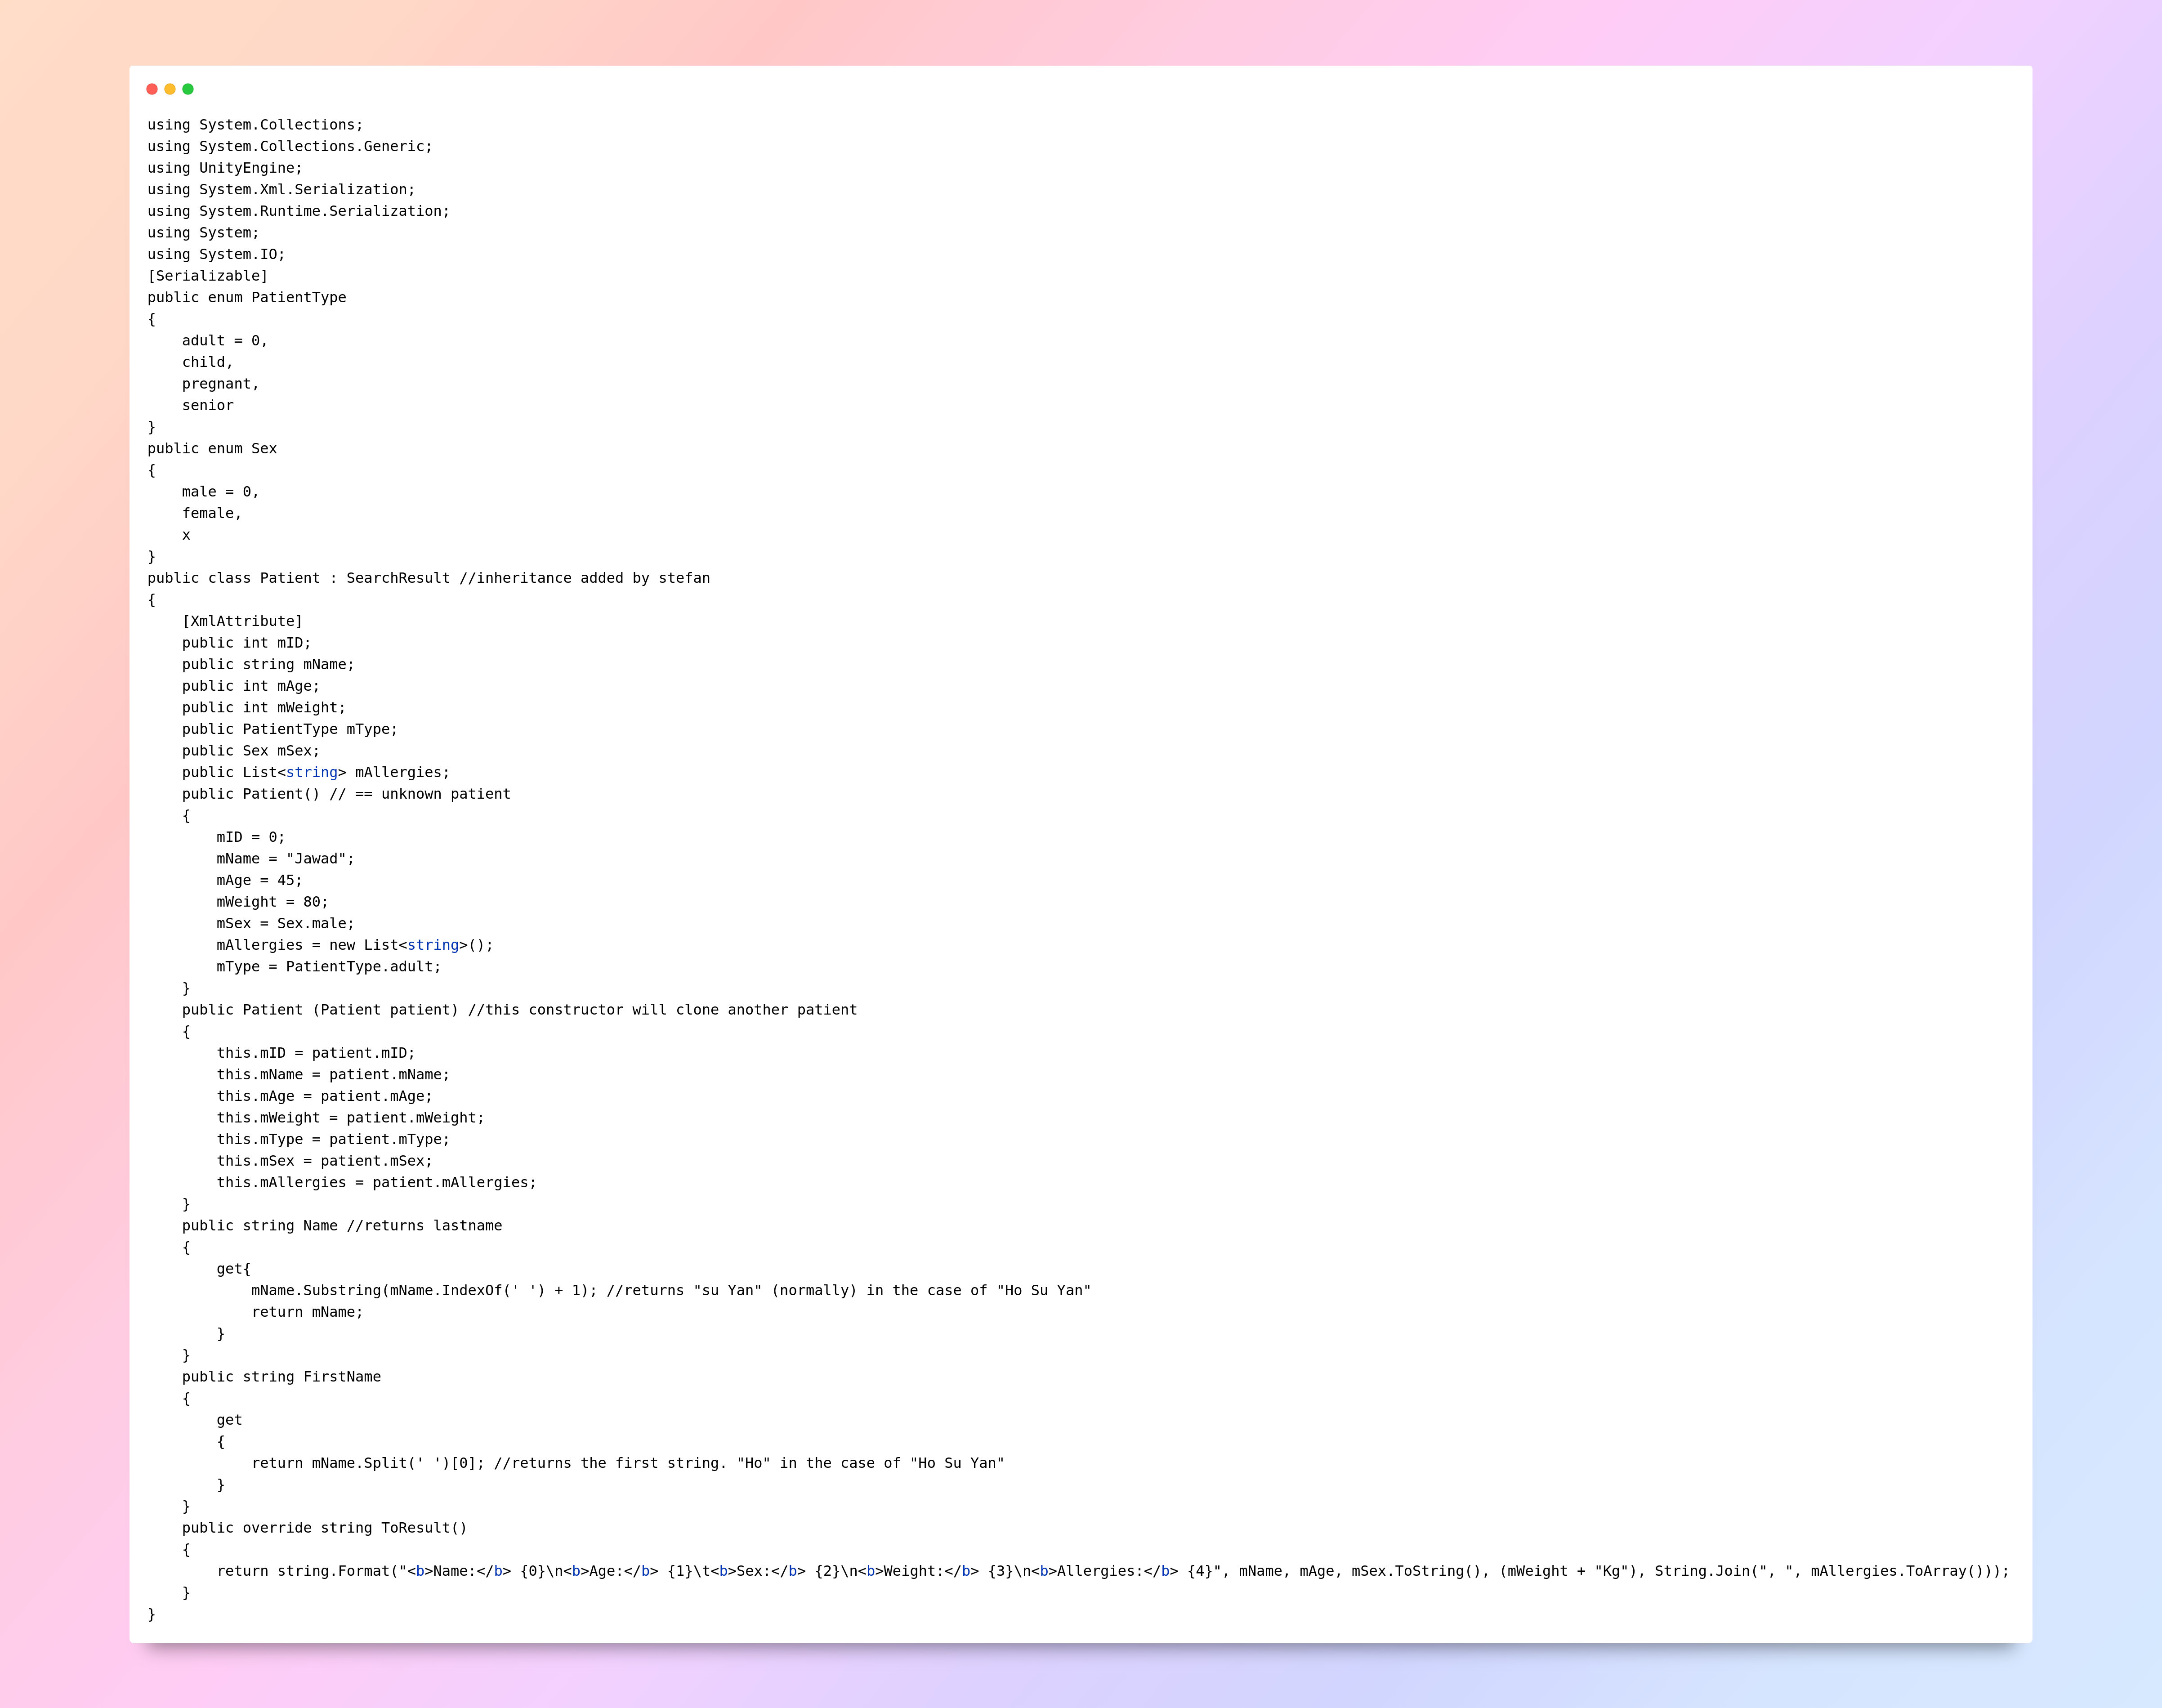 using System.Collections;
using System.Collections.Generic;
using UnityEngine;
using System.Xml.Serialization;
using System.Runtime.Serialization;
using System;
using System.IO;
[Serializable]
public enum PatientType
{
    adult = 0,
    child,
    pregnant,
    senior
}
public enum Sex
{
    male = 0,
    female,
    x
}
public class Patient : SearchResult //inheritance added by stefan
{
    [XmlAttribute]
    public int mID;
    public string mName;
    public int mAge;
    public int mWeight;
    public PatientType mType;
    public Sex mSex;
    public List<string> mAllergies;
    public Patient() // == unknown patient
    {
        mID = 0;
        mName = "Jawad";
        mAge = 45;
        mWeight = 80;
        mSex = Sex.male;
        mAllergies = new List<string>();
        mType = PatientType.adult;
    }
    public Patient (Patient patient) //this constructor will clone another patient
    {
        this.mID = patient.mID;
        this.mName = patient.mName;
        this.mAge = patient.mAge;
        this.mWeight = patient.mWeight;
        this.mType = patient.mType;
        this.mSex = patient.mSex;
        this.mAllergies = patient.mAllergies;
    }
    public string Name //returns lastname
    {
        get{
            mName.Substring(mName.IndexOf(' ') + 1); //returns "su Yan" (normally) in the case of "Ho Su Yan"
            return mName;
        }
    }
    public string FirstName
    {
        get
        {
            return mName.Split(' ')[0]; //returns the first string. "Ho" in the case of "Ho Su Yan"
        }
    }
    public override string ToResult()
    {
        return string.Format("<b>Name:</b> {0}\n<b>Age:</b> {1}\t<b>Sex:</b> {2}\n<b>Weight:</b> {3}\n<b>Allergies:</b> {4}", mName, mAge, mSex.ToString(), (mWeight + "Kg"), String.Join(", ", mAllergies.ToArray()));
    }
}